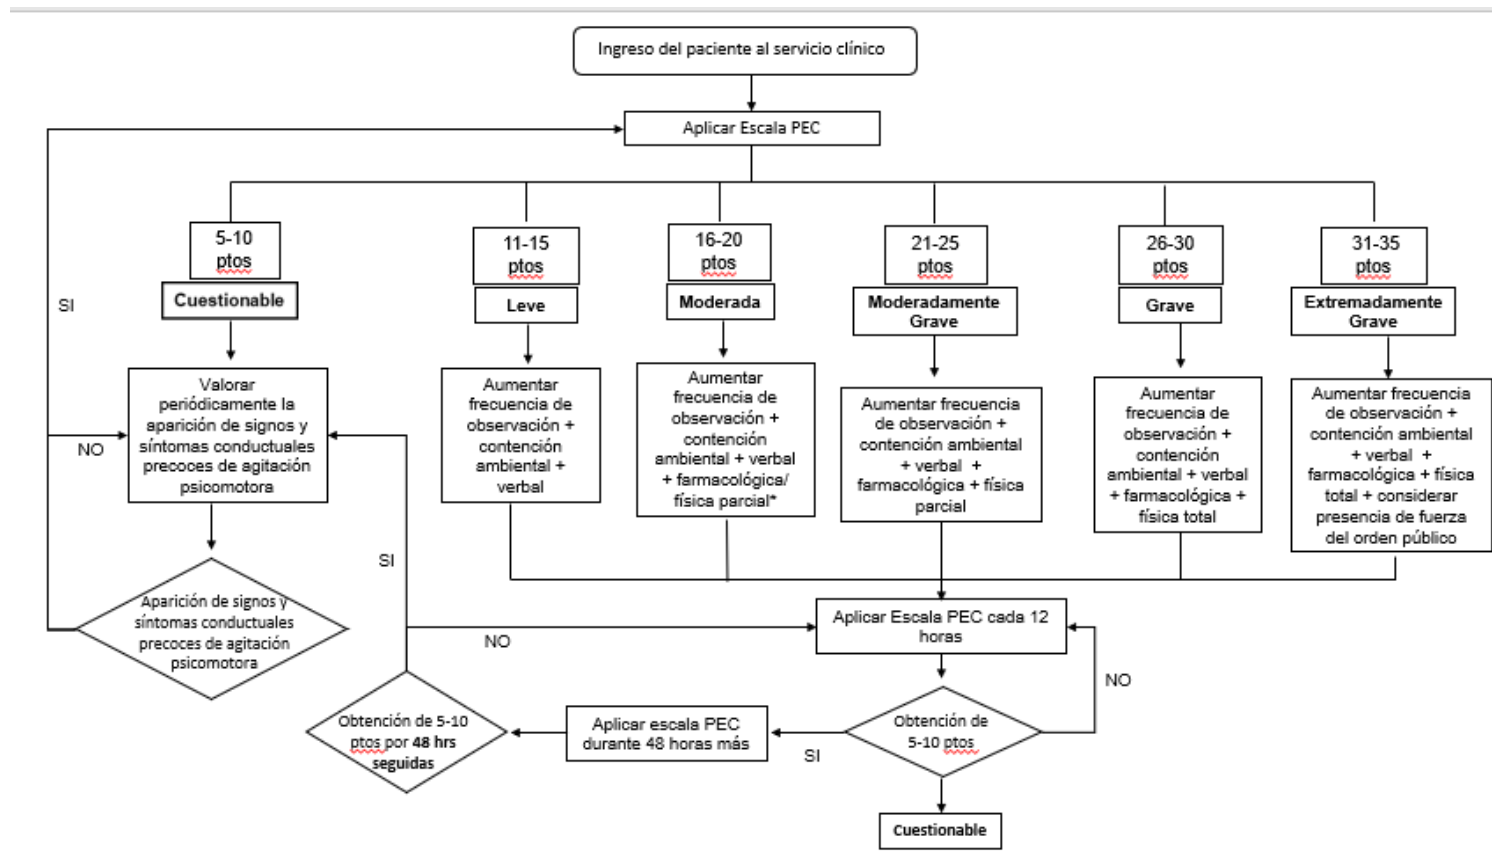 Ingreso del paciente al servicio clínico
Aplicar Escala PEC
5-10
ptos
Cuestionable
11-15
ptos
Leve
16-20
ptos
Moderada
21-25
ptos
Moderadamente
Grave
26-30
ptos
Grave
31-35
ptos
Extremadamente
Grave
SI
NO
Valorar
periódicamente la
aparición de signos y
síntomas conductuales
precoces de agitación
psicomotora
Aumentar
frecuencia de
observación +
contención
ambiental +
verbal
Aumentar
frecuencia de
observación +
contención
ambiental + verbal
+ farmacológica/
física parcial*
Aumentar frecuencia
de observación +
contención ambiental
+ verbal +
farmacológica + física
parcial
Aumentar
frecuencia de
observación +
contención
ambiental + verbal
+ farmacológica +
física total
Aumentar frecuencia
de observación +
contención ambiental
+ verbal +
farmacológica + física
total + considerar
presencia de fuerza
del orden público
Aparición de signos y
síntomas conductuales
precoces de agitación
psicomotora
SI
NO
Aplicar Escala PEC cada 12
horas
NO
Obtención de 5-10
ptos por 48 hrs
seguidas
Aplicar escala PEC
durante 48 horas más
SI
Obtención de
5-10 ptos
Cuestionable